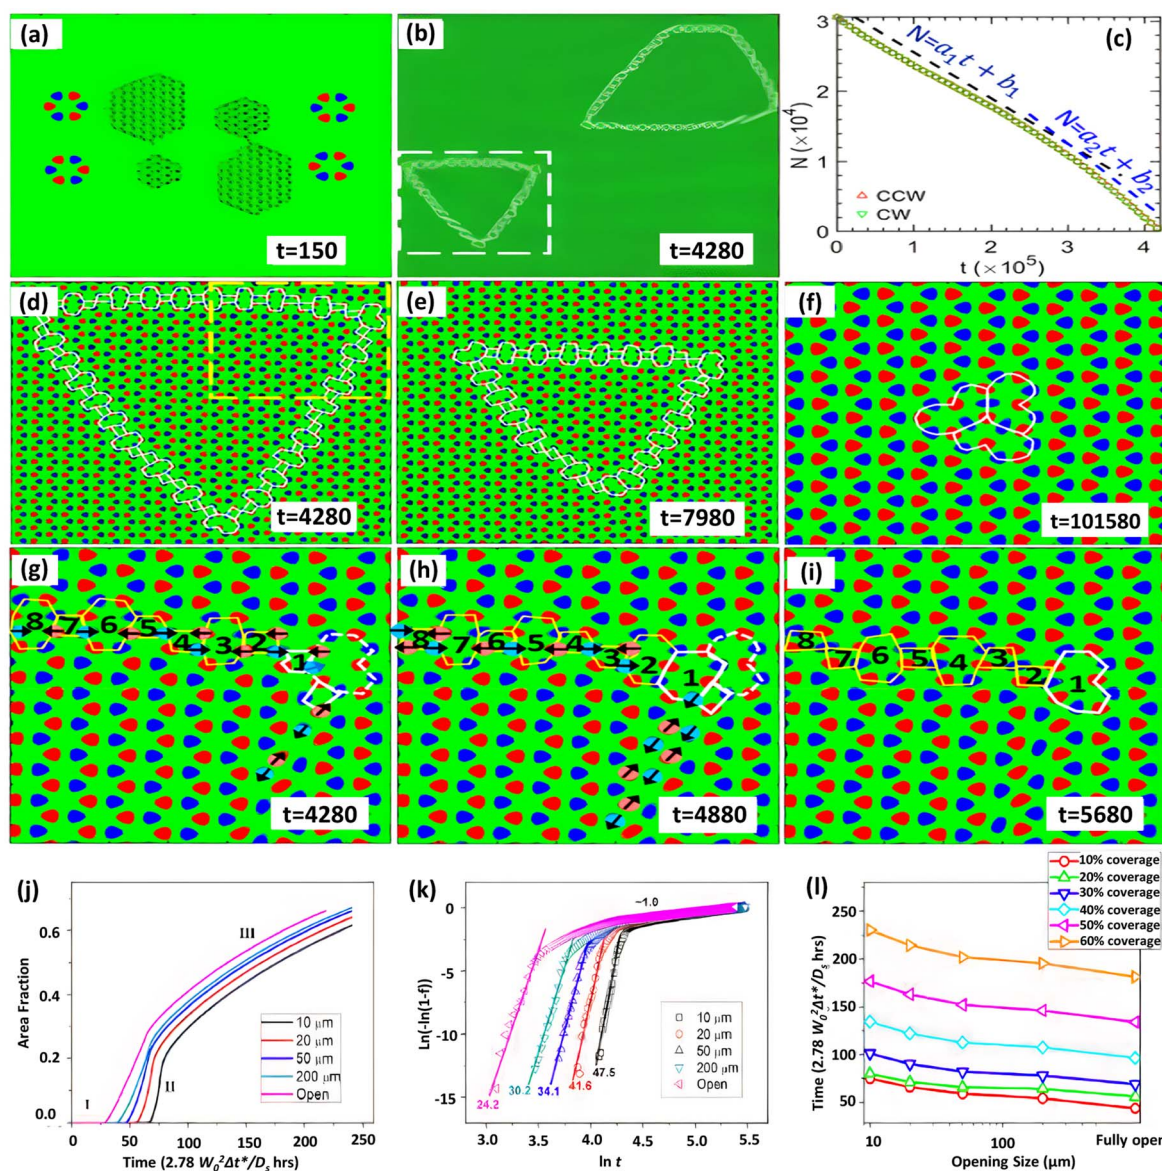 (a)
t=150
(b)
t=4280
(c)
N=a₁t + b₁
N=a₂t + b₂
N (×10⁴)
3
2
1
0
CCW
CW
0 1 2 3 4
t (×10⁵)
(d)
t=4280
(e)
t=7980
(f)
t=101580
(g)
8 7 6 5 4 3 2 1
t=4280
(h)
8 7 6 5 4 3 2 1
t=4880
(i)
8 7 6 5 4 3 2 1
t=5680
(j)
Area Fraction
0.6
0.4
0.2
0.0
I
II
III
10 μm
20 μm
50 μm
200 μm
Open
0 50 100 150 200 250
Time (2.78 W₀²Δt*/Dₛ hrs)
(k)
Ln(-ln(1-f))
0
-5
-10
-15
~1.0
10 μm
20 μm
50 μm
200 μm
Open
24.2
30.2
34.1
41.6
47.5
3.0 3.5 4.0 4.5 5.0 5.5
ln t
(l)
10% coverage
20% coverage
30% coverage
40% coverage
50% coverage
60% coverage
Time (2.78 W₀²Δt*/Dₛ hrs)
250
200
150
100
50
10 100 Fully open
Opening Size (μm)